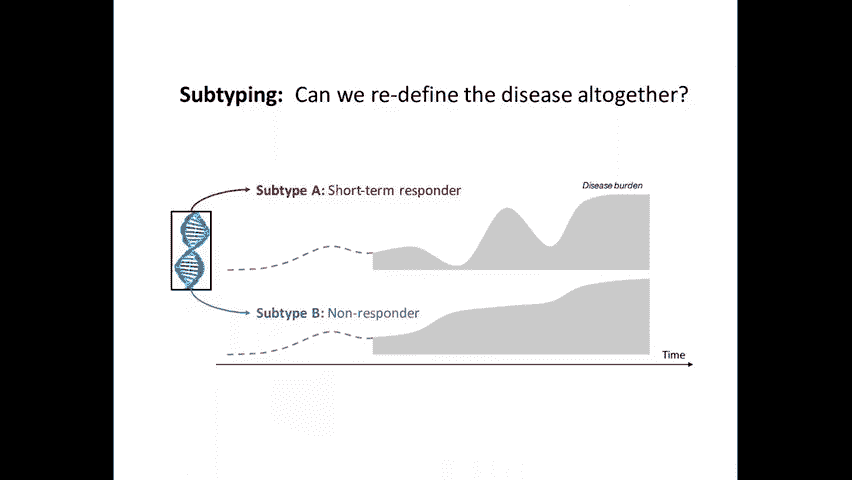 Subtyping: Can we re-define the disease altogether?
Subtype A: Short-term responder
Disease burden
Subtype B: Non-responder
Time